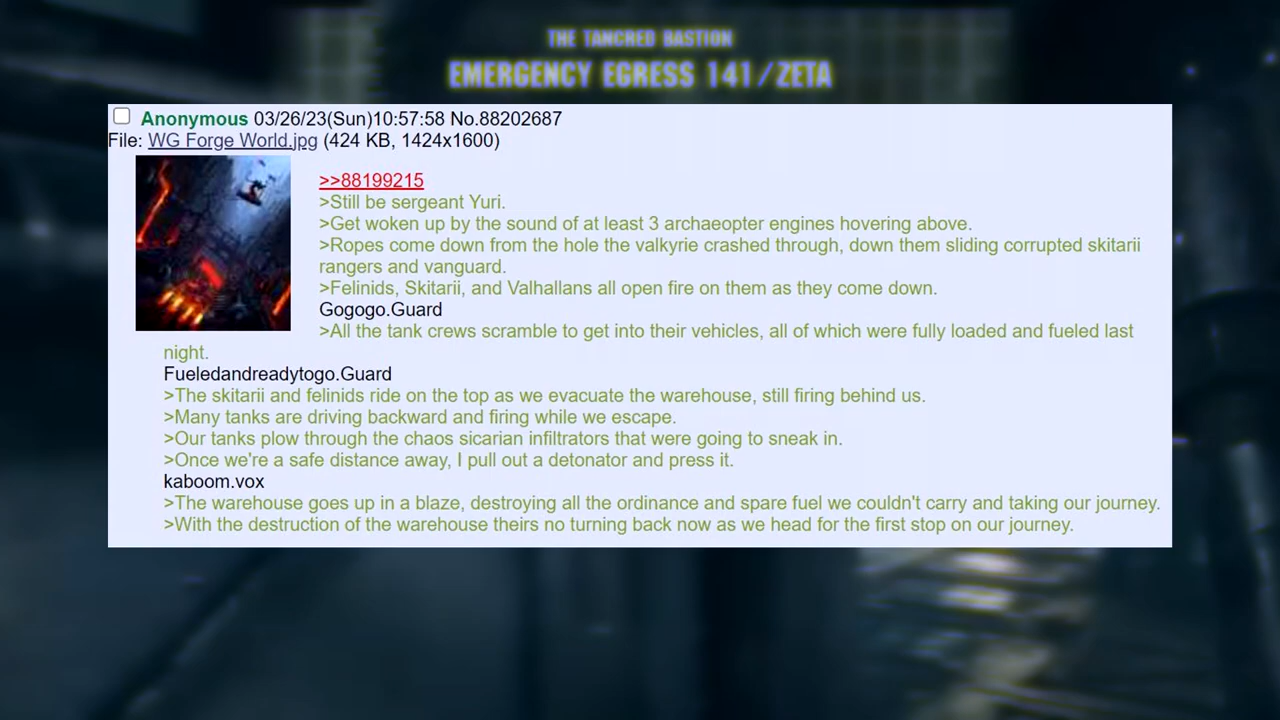 THE TANCRED BASTION
EMERGENCY EGRESS 141/ZETA
Anonymous 03/26/23(Sun)10:57:58 No.88202687
File: WG Forge World.jpg (424 KB, 1424x1600)
>>88199215
>Still be sergeant Yuri.
>Get woken up by the sound of at least 3 archaeopter engines hovering above.
>Ropes come down from the hole the valkyrie crashed through, down them sliding corrupted skitarii
rangers and vanguard.
>Felinids, Skitarii, and Valhallans all open fire on them as they come down.
Gogogo.Guard
>All the tank crews scramble to get into their vehicles, all of which were fully loaded and fueled last
night.
Fueledandreadytogo.Guard
>The skitarii and felinids ride on the top as we evacuate the warehouse, still firing behind us.
>Many tanks are driving backward and firing while we escape.
>Our tanks plow through the chaos sicarian infiltrators that were going to sneak in.
>Once we're a safe distance away, I pull out a detonator and press it.
kaboom.vox
>The warehouse goes up in a blaze, destroying all the ordinance and spare fuel we couldn't carry and taking our journey.
>With the destruction of the warehouse theirs no turning back now as we head for the first stop on our journey.